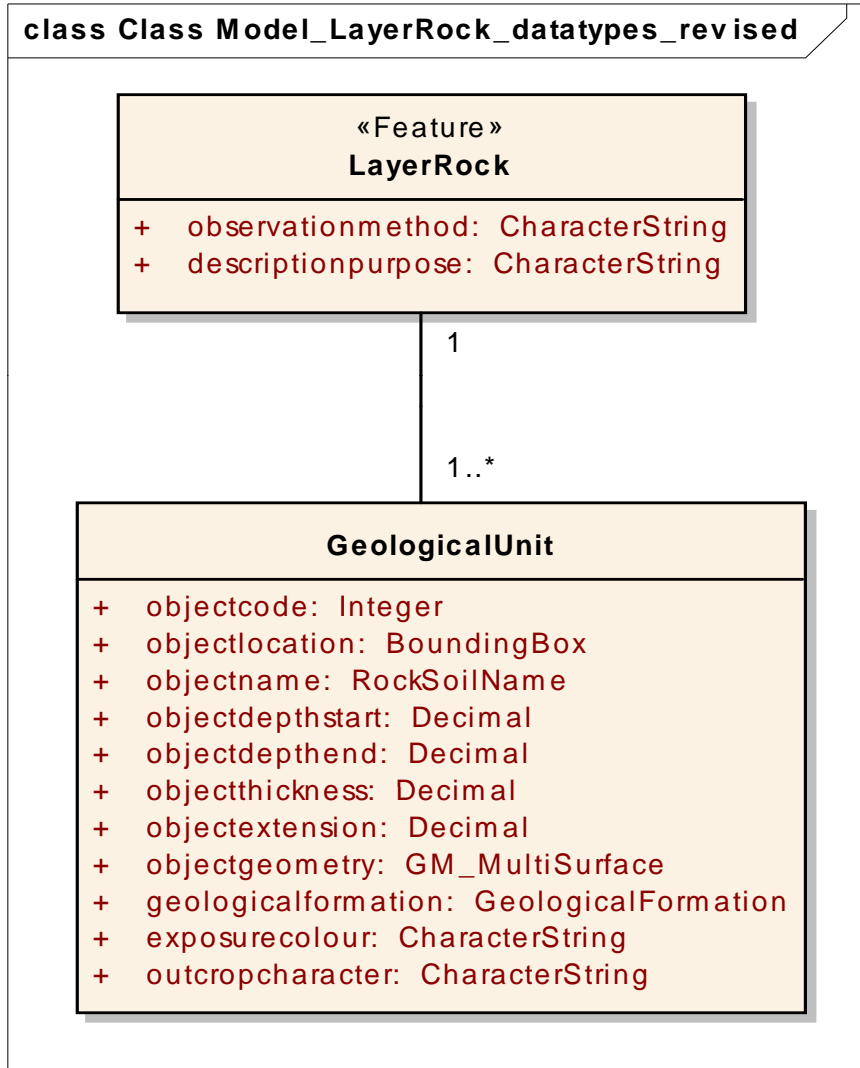 class Class Model_LayerRock_datatypes_revised
«Feature»
LayerRock
+ observationmethod: CharacterString
+ descriptionpurpose: CharacterString
1
1..*
GeologicalUnit
+ objectcode: Integer
+ objectlocation: BoundingBox
+ objectname: RockSoilName
+ objectdepthstart: Decimal
+ objectdepthend: Decimal
+ objectthickness: Decimal
+ objectextension: Decimal
+ objectgeometry: GM_MultiSurface
+ geologicalformation: GeologicalFormation
+ exposurecolour: CharacterString
+ outcropcharacter: CharacterString